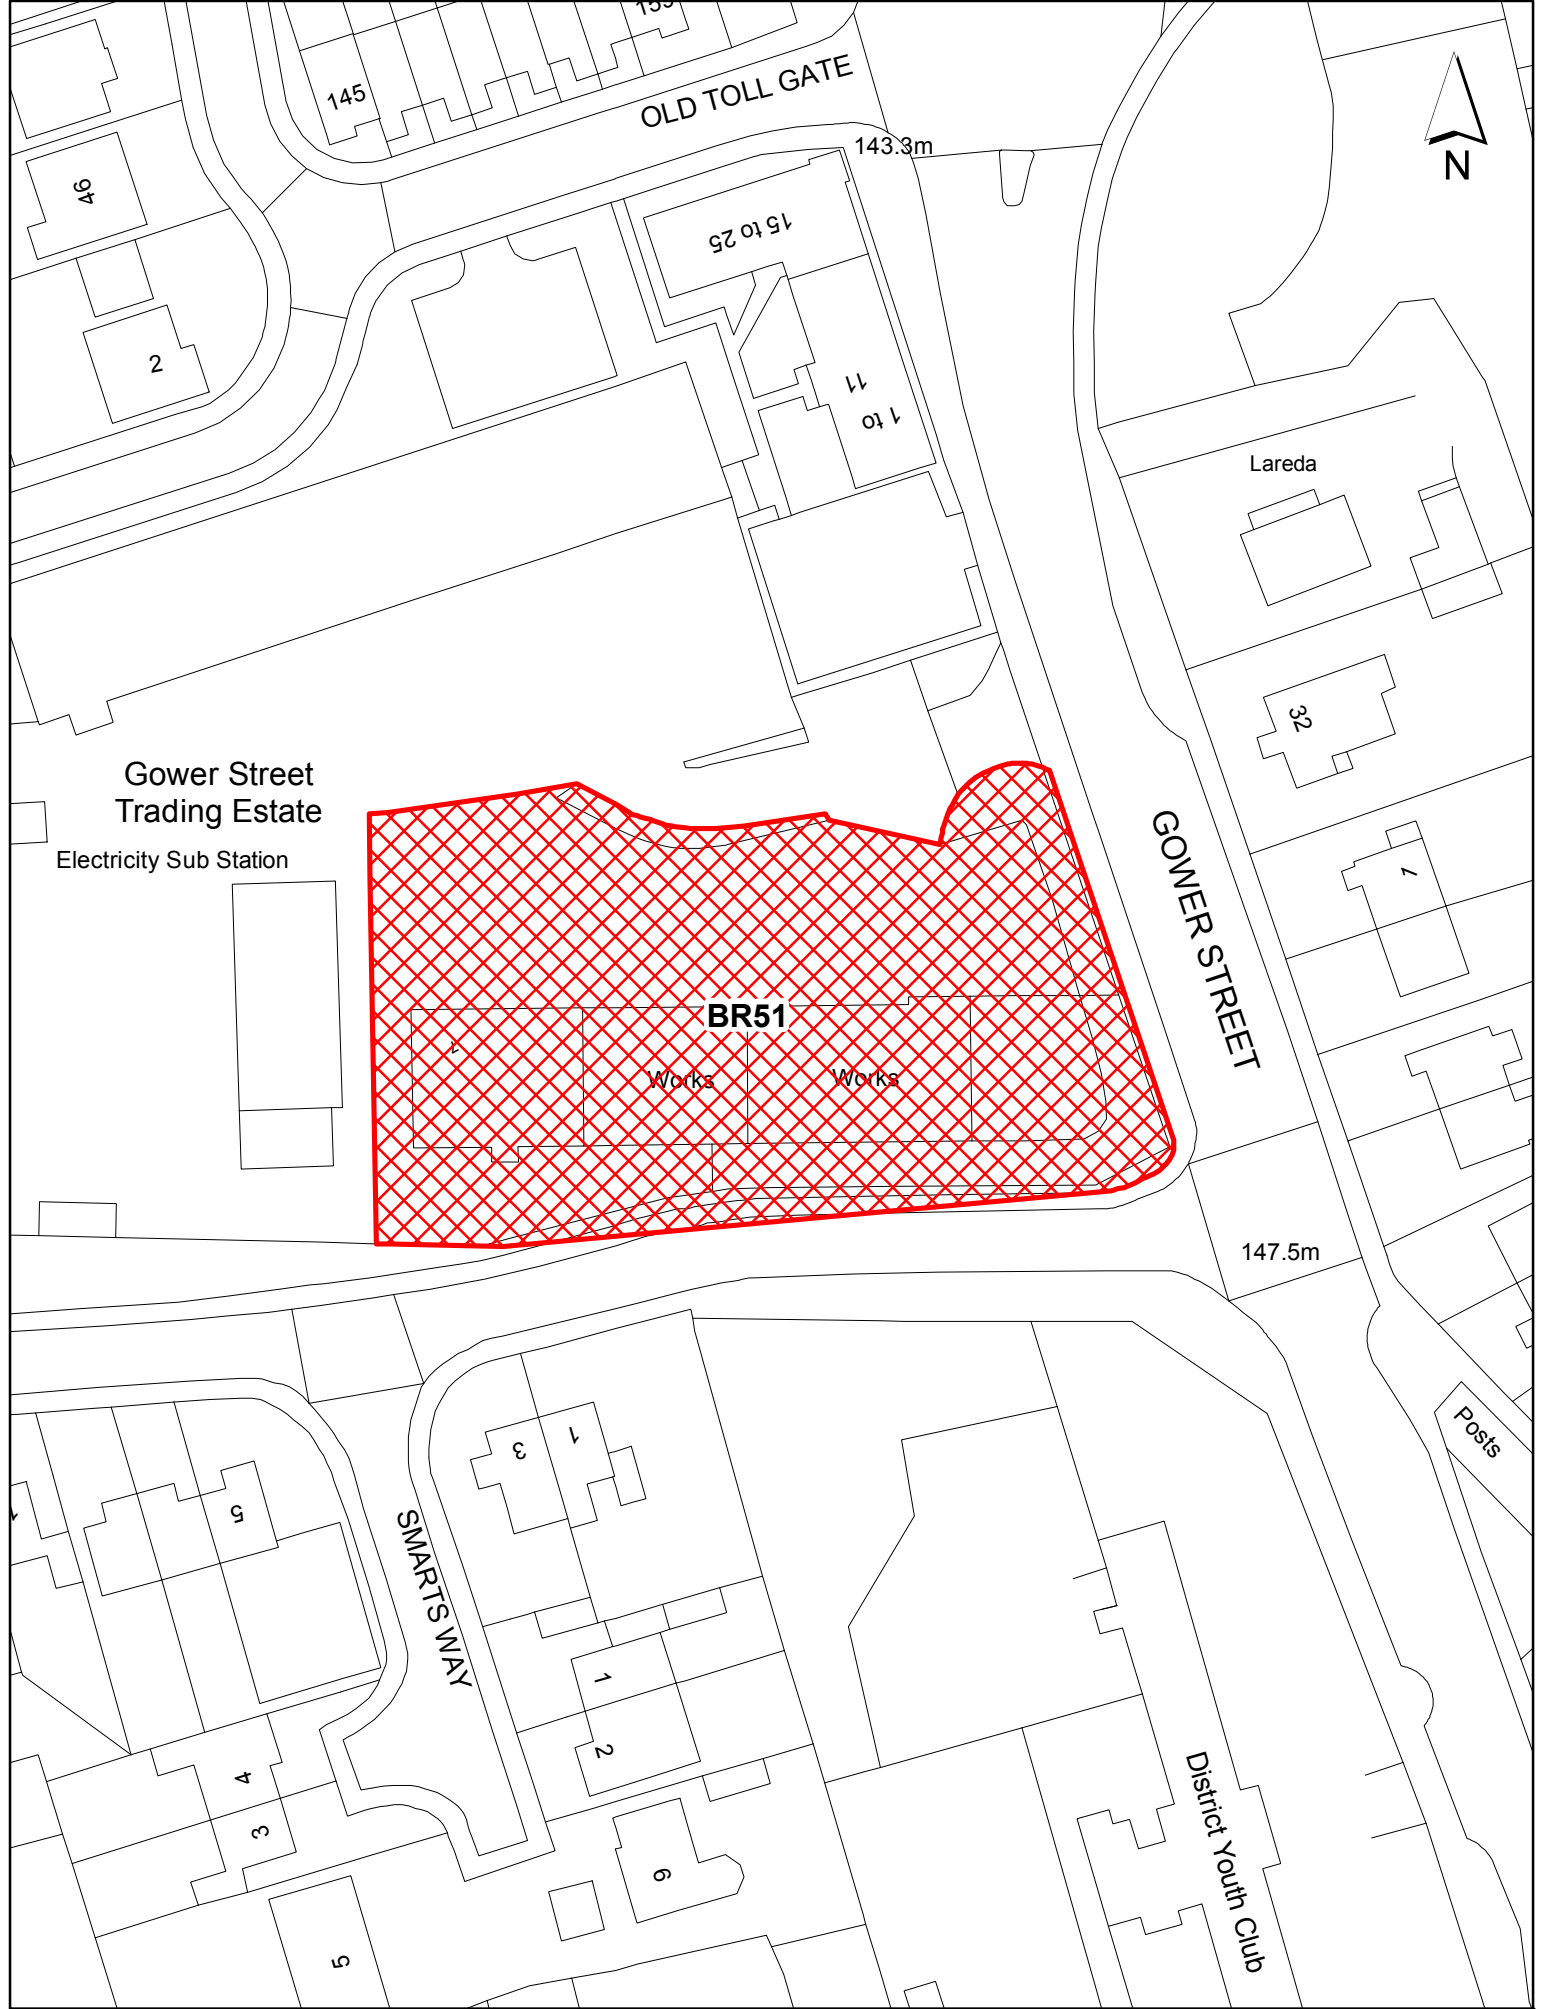 145
OLD TOLL GATE
143.3m
N
46
15 to 25
2
11
1 to
Lareda
32
Gower Street
Trading Estate
Electricity Sub Station
GOWER STREET
7
BR51
7
Works
Works
147.5m
Posts
3
1
5
SMARTS WAY
1
2
4
3
6
5
District Youth Club